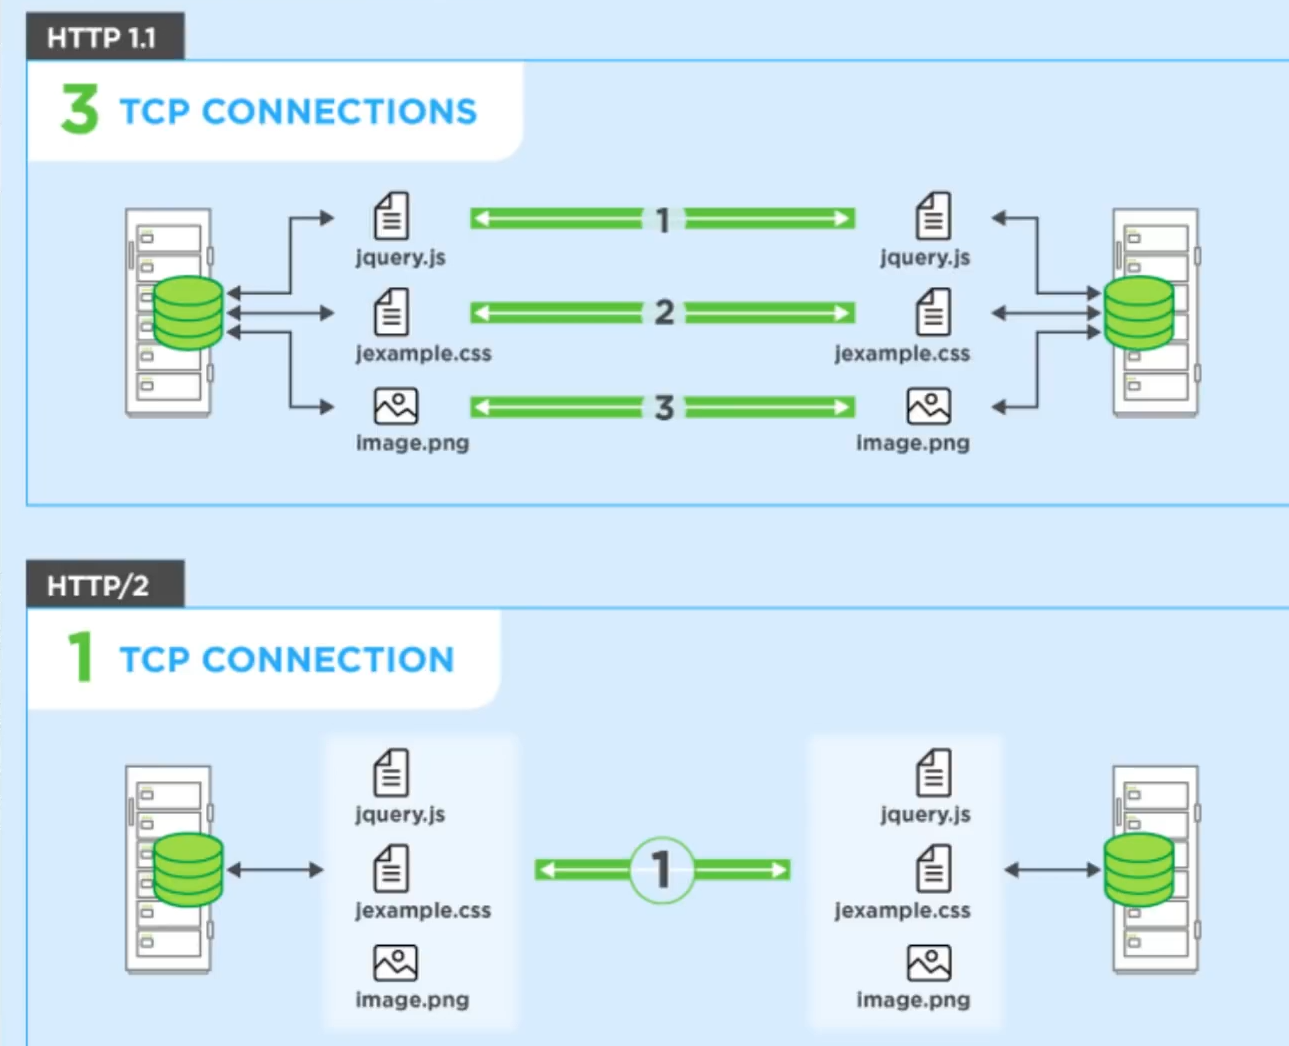 HTTP 1.1
3 TCP CONNECTIONS
jquery.js 1 jquery.js
jexample.css 2 jexample.css
image.png 3 image.png
HTTP/2
1 TCP CONNECTION
jquery.js jquery.js
1
jexample.css jexample.css
image.png image.png